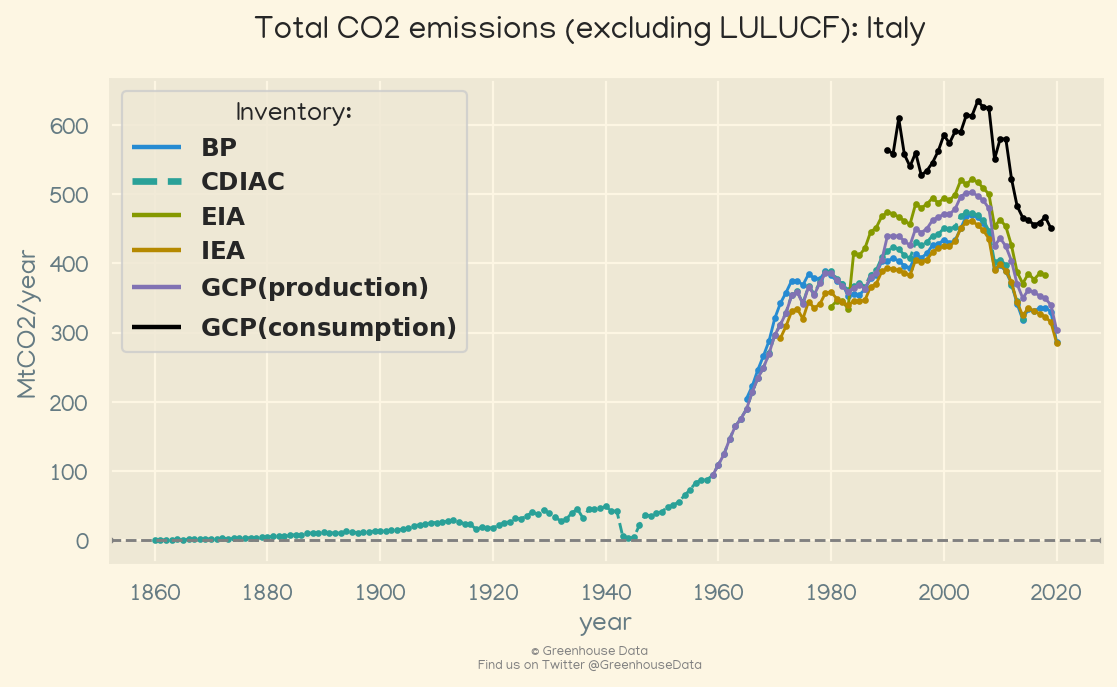 Total CO2 emissions (excluding LULUCF): Italy
Inventory:
BP
CDIAC
EIA
IEA
GCP(production)
GCP(consumption)
MtCO2/year
600
500
400
300
200
100
0
1860 1880 1900 1920 1940 1960 1980 2000 2020
year
© Greenhouse Data
Find us on Twitter @GreenhouseData